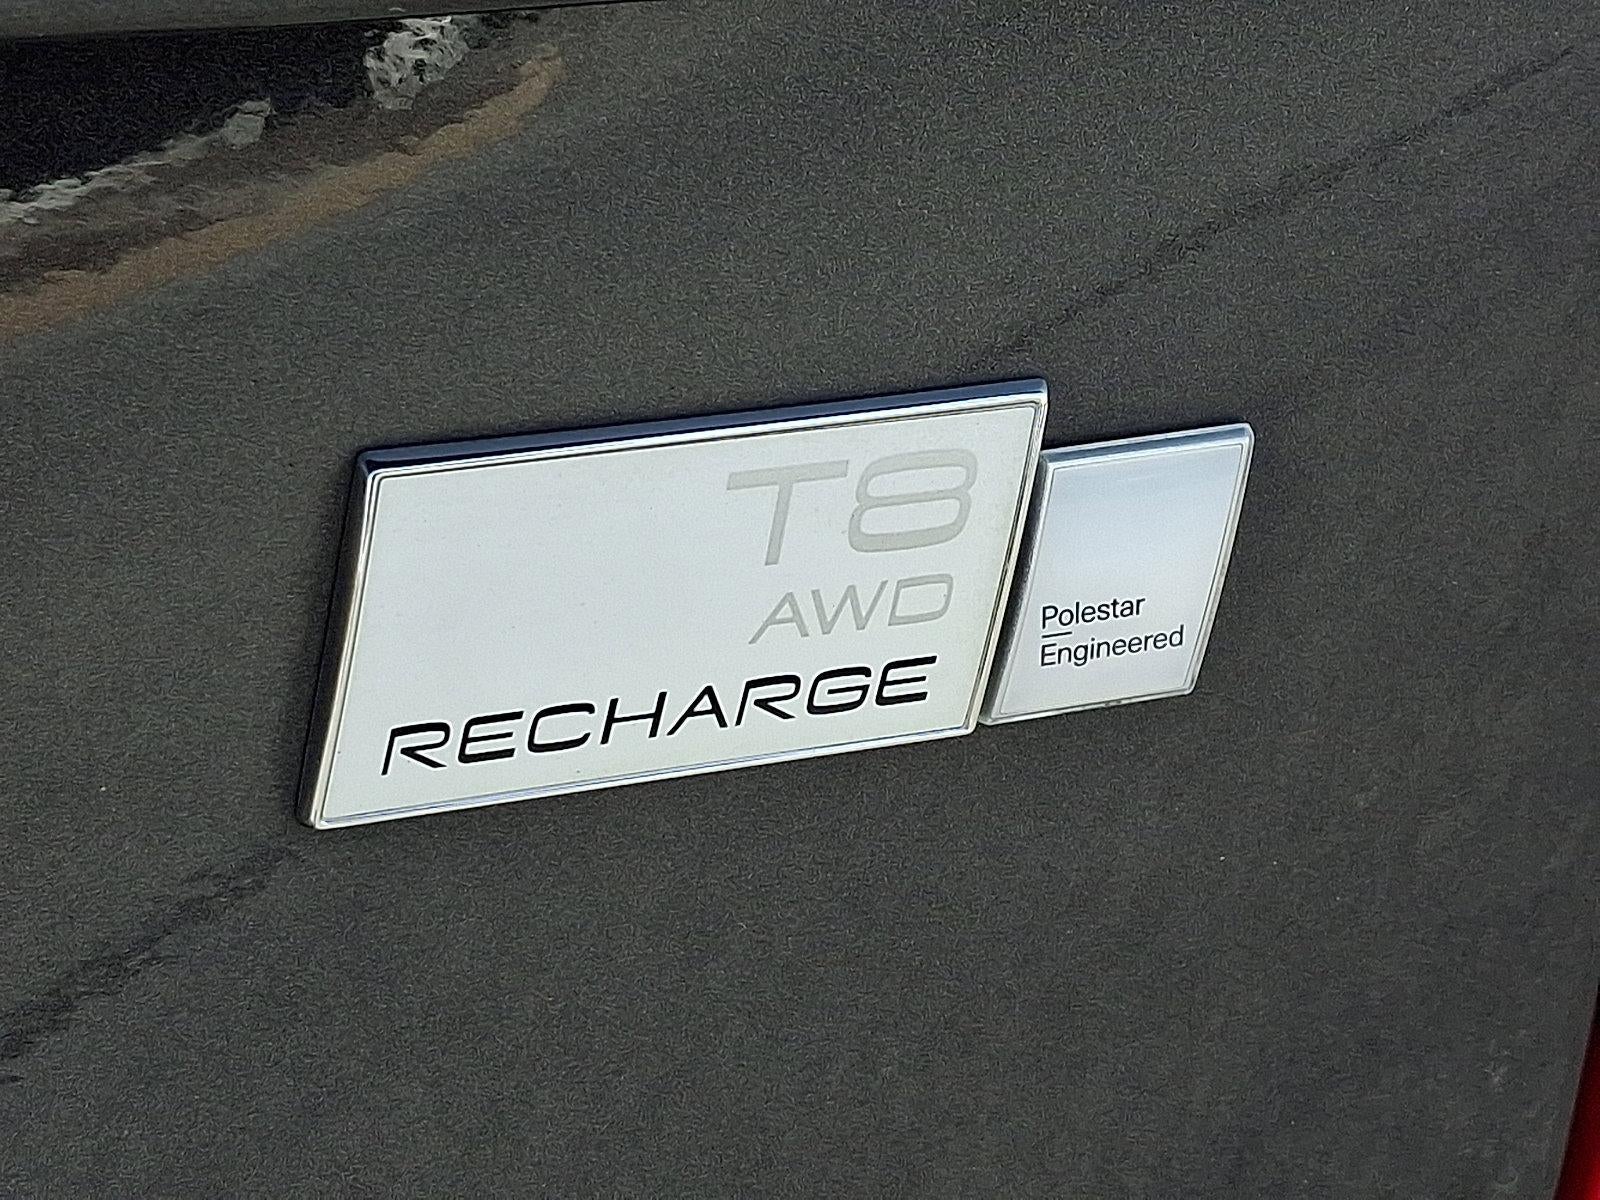 T8
AWD
RECHARGE
Polestar
Engineered